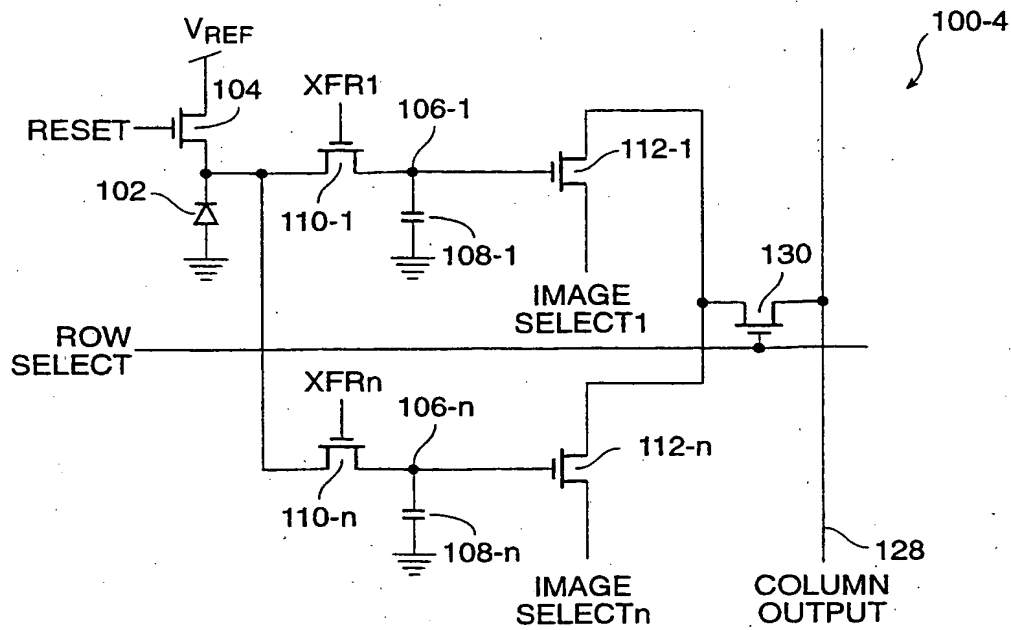 100-4
VREF
104
XFR1
106-1
RESET
112-1
102
110-1
108-1
130
IMAGE
SELECT1
ROW
SELECT
XFRn
106-n
112-n
110-n
108-n
128
IMAGE
SELECTn
COLUMN
OUTPUT